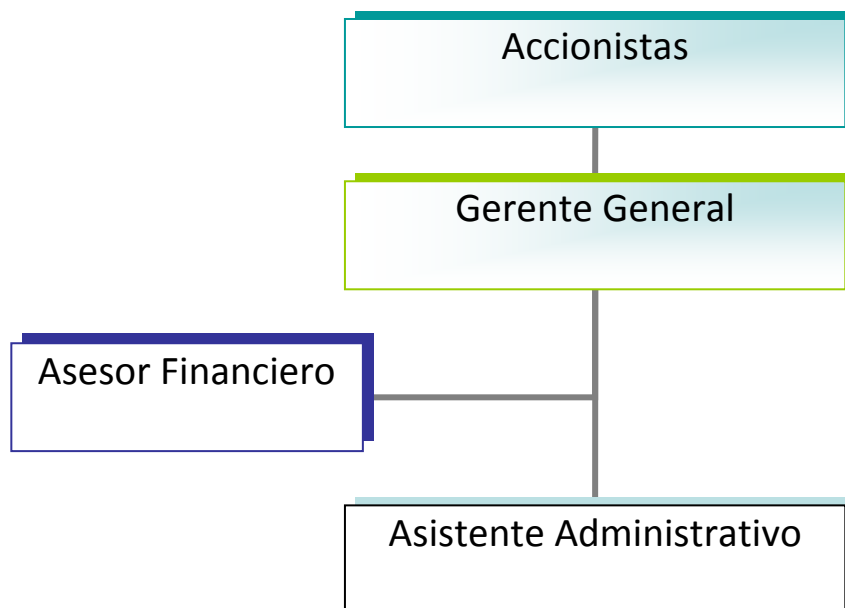 Accionistas
Gerente General
Asesor Financiero
Asistente Administrativo